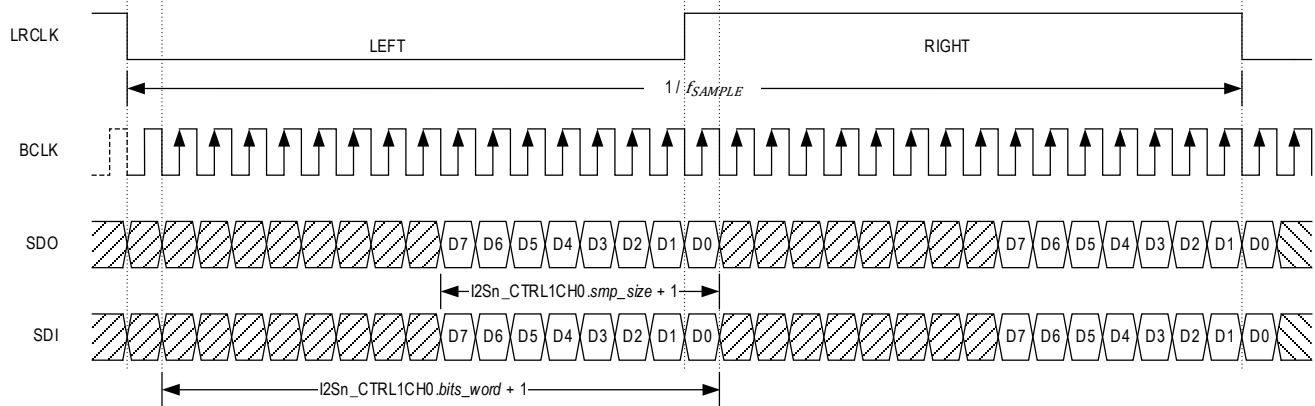 LRCLK
LEFT
RIGHT
1 / fSAMPLE
BCLK
SDO
D7 D6 D5 D4 D3 D2 D1 D0 D7 D6 D5 D4 D3 D2 D1 D0
I2Sn_CTRL1CH0.smp_size + 1
SDI
D7 D6 D5 D4 D3 D2 D1 D0 D7 D6 D5 D4 D3 D2 D1 D0
I2Sn_CTRL1CH0.bits_word + 1